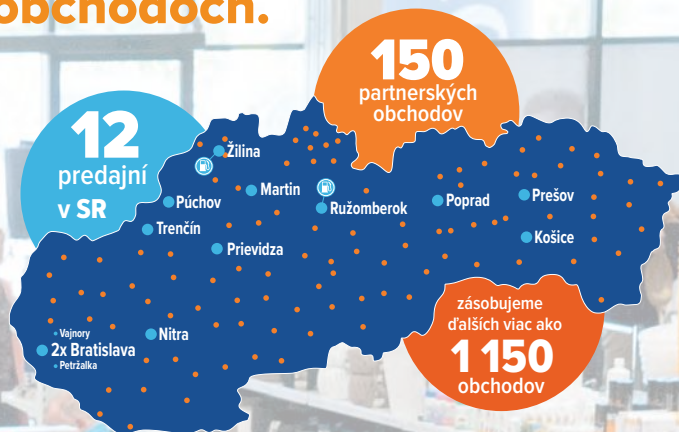 obchodoch.
150
partnerských
obchodov
12
predajní
v SR
Žilina
Martin
Púchov
Ružomberok
Poprad
Prešov
Trenčín
Prievidza
Košice
zásobujeme
ďalších viac ako
1 150
obchodov
Vajnory
2x Bratislava
Petržalka
Nitra